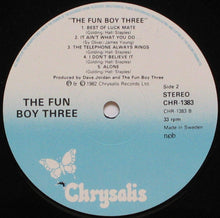 "THE FUN BOY THREE"
1. BEST OF LUCK MATE
(Golding Hall Staples)
2. IT AIN'T WHAT YOU DO
(Sy Oliver/James Young)
3. THE TELEPHONE ALWAYS RINGS
(Golding/Hall/Staples)
4. I DON'T BELIEVE IT
(Golding/Hall/Staples)
5. ALONE
(Golding/Hall/Staples)
Produced by Dave Jordan and The Fun Boy Three
℗ & © 1982 Chrysalis Records Ltd.
THE FUN
BOY THREE
Side 2
STEREO
CHR-1383
CHR-1383 B
33 rpm
Made in Sweden
ncb
Chrysalis